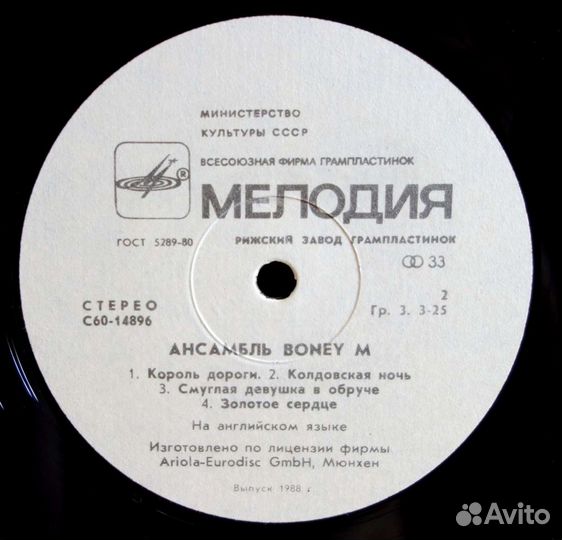 МИНИСТЕРСТВО
КУЛЬТУРЫ СССР
ВСЕСОЮЗНАЯ ФИРМА ГРАМПЛАСТИНОК
®
МЕЛОДИЯ
ГОСТ 5289-80 РИЖСКИЙ ЗАВОД ГРАМПЛАСТИНОК
33
СТЕРЕО 2
С60-14896 Гр. 3. 3-25
АНСАМБЛЬ BONEY M
1. Король дороги. 2. Колдовская ночь
3. Смуглая девушка в обруче
4. Золотое сердце
На английском языке
Изготовлено по лицензии фирмы
Ariola-Eurodisc GmbH, Мюнхен
Выпуск 1988 г
Avito